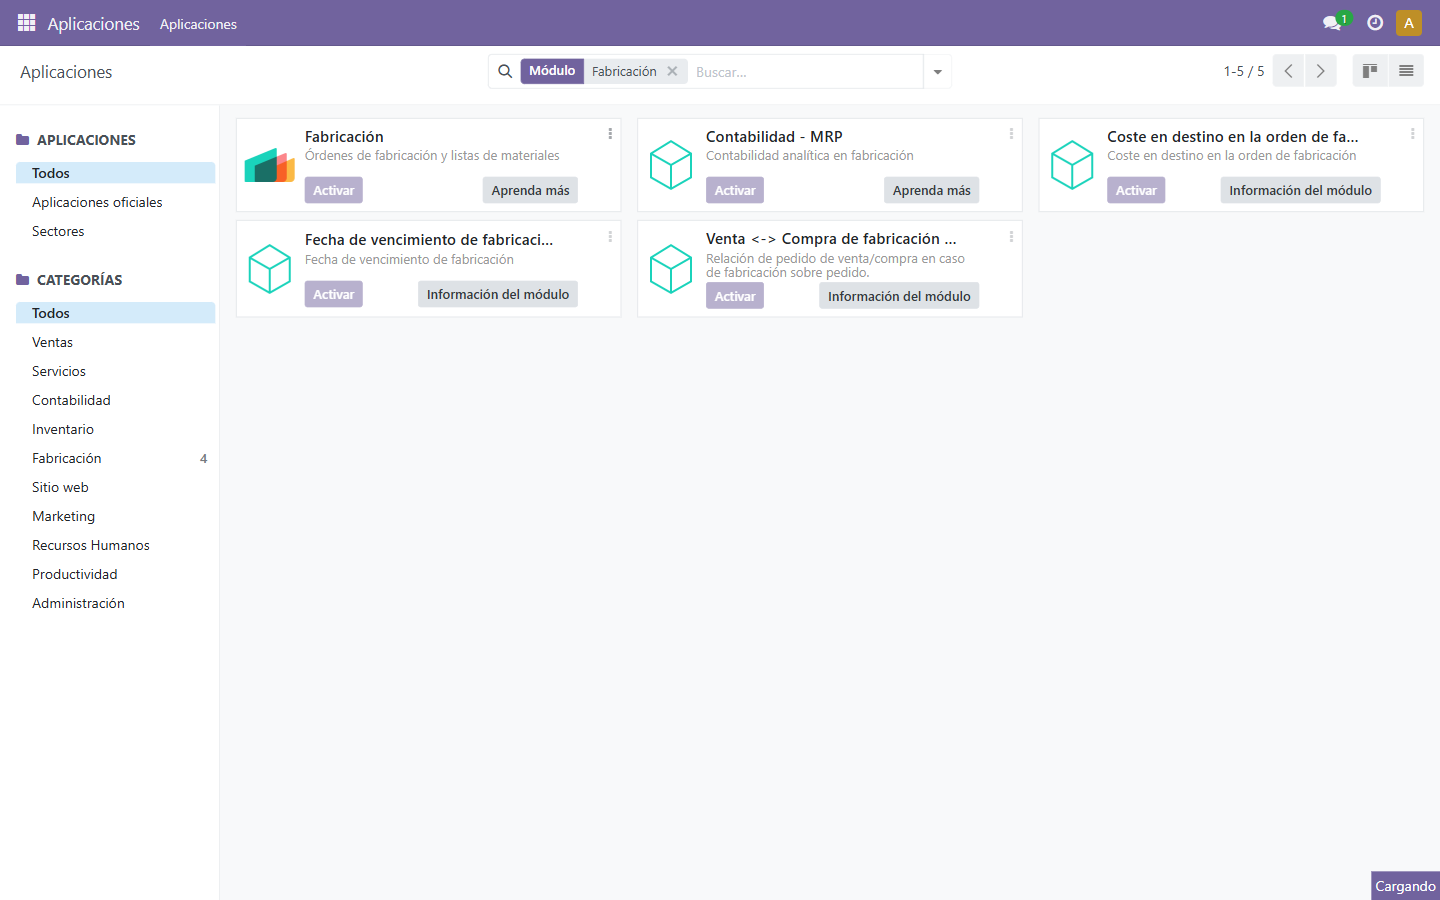 Aplicaciones Aplicaciones 1 A
Aplicaciones Módulo Fabricación Buscar... 1-5 / 5
APLICACIONES
Todos
Aplicaciones oficiales
Sectores
CATEGORÍAS
Todos
Ventas
Servicios
Contabilidad
Inventario
Fabricación 4
Sitio web
Marketing
Recursos Humanos
Productividad
Administración
Fabricación
Órdenes de fabricación y listas de materiales
Activar Aprenda más
Contabilidad - MRP
Contabilidad analítica en fabricación
Activar Aprenda más
Coste en destino en la orden de fa...
Coste en destino en la orden de fabricación
Activar Información del módulo
Fecha de vencimiento de fabricaci...
Fecha de vencimiento de fabricación
Activar Información del módulo
Venta <-> Compra de fabricación ...
Relación de pedido de venta/compra en caso
de fabricación sobre pedido.
Activar Información del módulo
Cargando